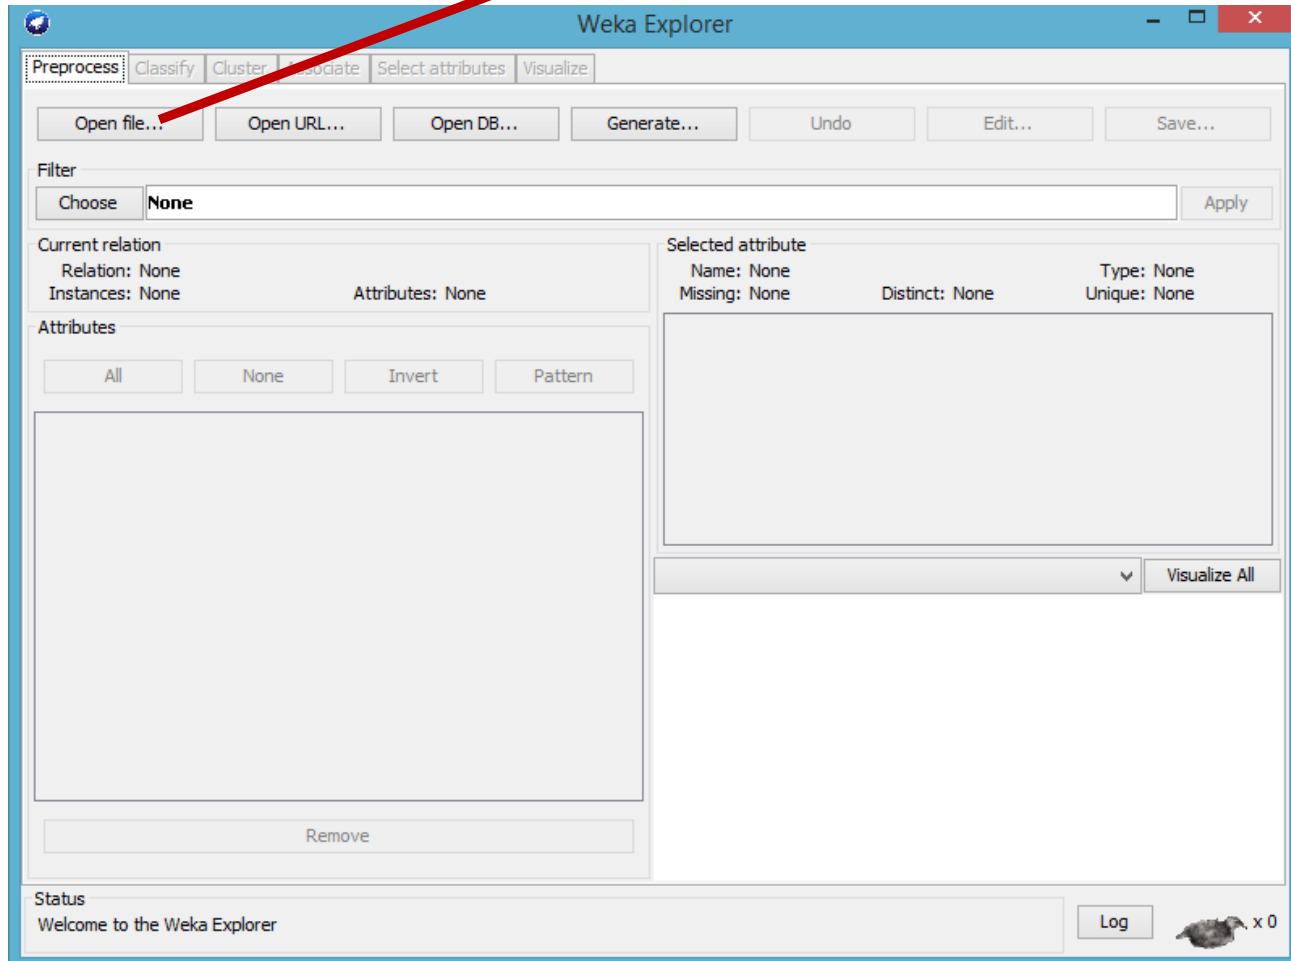 Weka Explorer
Preprocess Classify Cluster Associate Select attributes Visualize
Open file... Open URL... Open DB... Generate... Undo Edit... Save...
Filter
Choose None Apply
Current relation
Relation: None
Instances: None Attributes: None
Selected attribute
Name: None Type: None
Missing: None Distinct: None Unique: None
Attributes
All None Invert Pattern
Visualize All
Remove
Status
Welcome to the Weka Explorer
Log x 0